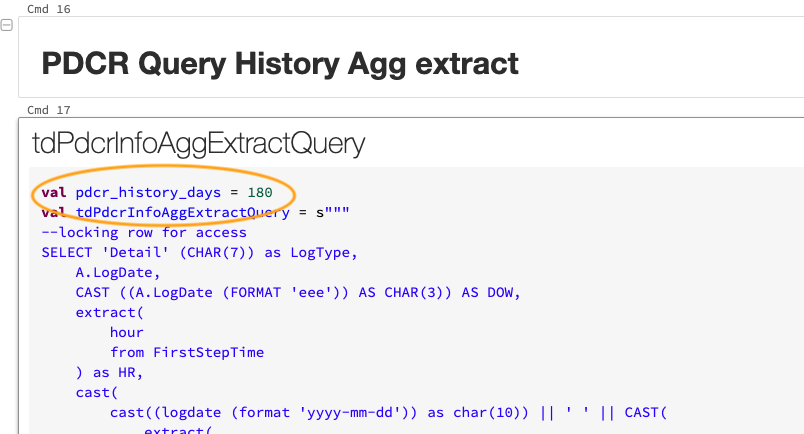 Cmd 16
PDCR Query History Agg extract
Cmd 17
tdPdcrInfoAggExtractQuery
val pdcr_history_days = 180
val tdPdcrInfoAggExtractQuery = s"""
--locking row for access
SELECT 'Detail' (CHAR(7)) as LogType,
A.LogDate,
CAST ((A.LogDate (FORMAT 'eee')) AS CHAR(3)) AS DOW,
extract(
hour
from FirstStepTime
) as HR,
cast(
cast((logdate (format 'yyyy-mm-dd')) as char(10)) || ' ' || CAST(
extract(